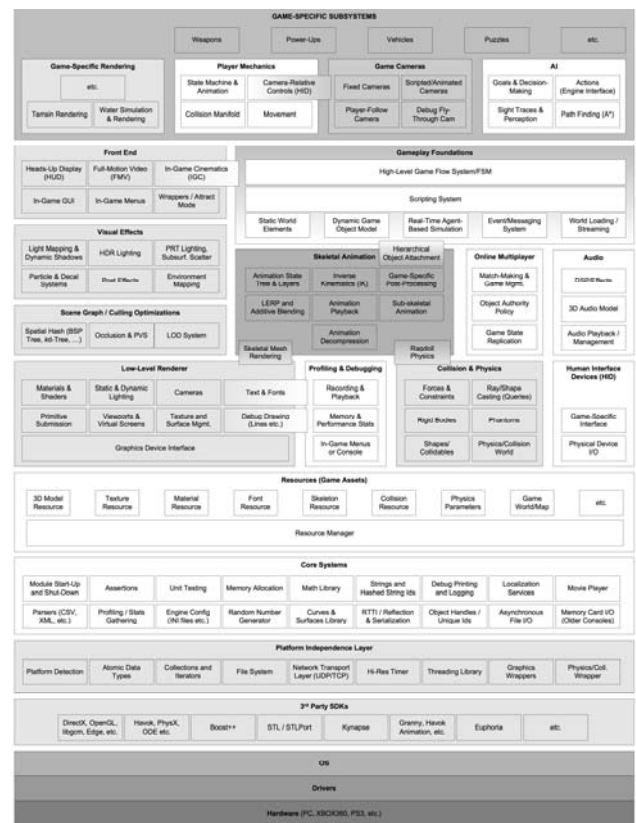 GAME-SPECIFIC SUBSYSTEMS
Weapons
Power-Ups
Vehicles
Puzzles
etc.
Game-Specific Rendering
etc.
Terrain Rendering
Water Simulation
& Rendering
Player Mechanics
State Machine &
Animation
Camera-Relative
Controls (HID)
Collision Manifold
Movement
Game Cameras
Fixed Cameras
Scripted/Animated
Cameras
Player-Follow
Camera
Debug Fly-
Through Cam
AI
Goals & Decision-
Making
Actions
(Engine Interface)
Sight Traces &
Perception
Path Finding (A*)
Front End
Heads-Up Display
(HUD)
Full-Motion Video
(FMV)
In-Game Cinematics
(IGC)
In-Game GUI
In-Game Menus
Wrappers / Attract
Mode
Gameplay Foundations
High-Level Game Flow System/FSM
Scripting System
Static World
Elements
Dynamic Game
Object Model
Real-Time Agent-
Based Simulation
Event/Messaging
System
World Loading /
Streaming
Visual Effects
Light Mapping &
Dynamic Shadows
HDR Lighting
PRT Lighting,
Subsurf. Scatter
Particle & Decal
Systems
Post Effects
Environment
Mapping
Hierarchical
Object Attachment
Skeletal Animation
Animation State
Tree & Layers
Inverse
Kinematics (IK)
Game-Specific
Post-Processing
LERP and
Additive Blending
Animation
Playback
Sub-skeletal
Animation
Animation
Decompression
Skeletal Mesh
Rendering
Ragdoll
Physics
Online Multiplayer
Match-Making &
Game Mgmt.
Object Authority
Policy
Game State
Replication
Audio
DSP/Effects
3D Audio Model
Audio Playback /
Management
Scene Graph / Culling Optimizations
Spatial Hash (BSP
Tree, kd-Tree, ...)
Occlusion & PVS
LOD System
Low-Level Renderer
Materials &
Shaders
Static & Dynamic
Lighting
Cameras
Text & Fonts
Primitive
Submission
Viewports &
Virtual Screens
Texture and
Surface Mgmt.
Debug Drawing
(Lines etc.)
Graphics Device Interface
Profiling & Debugging
Recording &
Playback
Memory &
Performance Stats
In-Game Menus
or Console
Collision & Physics
Forces &
Constraints
Ray/Shape
Casting (Queries)
Rigid Bodies
Phantoms
Shapes/
Collidables
Physics/Collision
World
Human Interface
Devices (HID)
Game-Specific
Interface
Physical Device
I/O
Resources (Game Assets)
3D Model
Resource
Texture
Resource
Material
Resource
Font
Resource
Skeleton
Resource
Collision
Resource
Physics
Parameters
Game
World/Map
etc.
Resource Manager
Core Systems
Module Start-Up
and Shut-Down
Assertions
Unit Testing
Memory Allocation
Math Library
Strings and
Hashed String Ids
Debug Printing
and Logging
Localization
Services
Movie Player
Parsers (CSV,
XML, etc.)
Profiling / Stats
Gathering
Engine Config
(INI files etc.)
Random Number
Generator
Curves &
Surfaces Library
RTTI / Reflection
& Serialization
Object Handles /
Unique Ids
Asynchronous
File I/O
Memory Card I/O
(Older Consoles)
Platform Independence Layer
Platform Detection
Atomic Data
Types
Collections and
Iterators
File System
Network Transport
Layer (UDP/TCP)
Hi-Res Timer
Threading Library
Graphics
Wrappers
Physics/Coll.
Wrapper
3rd Party SDKs
DirectX, OpenGL,
libgcm, Edge, etc.
Havok, PhysX,
ODE etc.
Boost++
STL / STLPort
Kynapse
Granny, Havok
Animation, etc.
Euphoria
etc.
OS
Drivers
Hardware (PC, XBOX360, PS3, etc.)